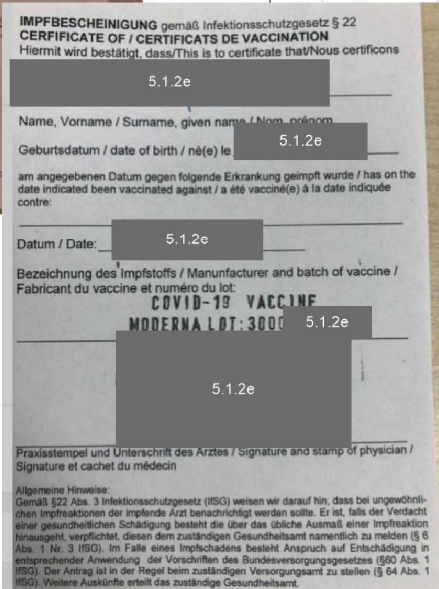 IMPFBESCHEINIGUNG gemäß Infektionsschutzgesetz § 22
CERFIFICATE OF / CERTIFICATS DE VACCINATION
Hiermit wird bestätigt, dass/This is to certificate that/Nous certificons
5.1.2e
Name, Vorname / Surname, given name / Nom, prénom
Geburtsdatum / date of birth / nè(e) le 5.1.2e
am angegebenen Datum gegen folgende Erkrankung geimpft wurde / has on the
date indicated been vaccinated against / a été vacciné(e) à la date indiquée
contre:
Datum / Date: 5.1.2e
Bezeichnung des Impfstoffs / Manunfacturer and batch of vaccine /
Fabricant du vaccine et numéro du lot:
COVID-19 VACCINE
MODERNA LOT:3000 5.1.2e
5.1.2e
Praxisstempel und Unterschrift des Arztes / Signature and stamp of physician /
Signature et cachet du médecin
Allgemeine Hinweise:
Gemäß §22 Abs. 3 Infektionsschutzgesetz (IfSG) weisen wir darauf hin, dass bei ungewöhnli-
chen Impfreaktionen der impfende Arzt benachrichtigt werden sollte. Er ist, falls der Verdacht
einer gesundheitlichen Schädigung besteht die über das übliche Ausmaß einer Impfreaktion
hinausgeht, verpflichtet, diesen dem zuständigen Gesundheitsamt namentlich zu melden (§ 6
Abs. 1 Nr. 3 IfSG). Im Falle eines Impfschadens besteht Anspruch auf Entschädigung in
entsprechender Anwendung der Vorschriften des Bundesversorgungsgesetzes (§60 Abs. 1
IfSG). Der Antrag ist in der Regel beim zuständigen Versorgungsamt zu stellen (§ 64 Abs. 1
IfSG). Weitere Auskünfte erteilt das zuständige Gesundheitsamt.